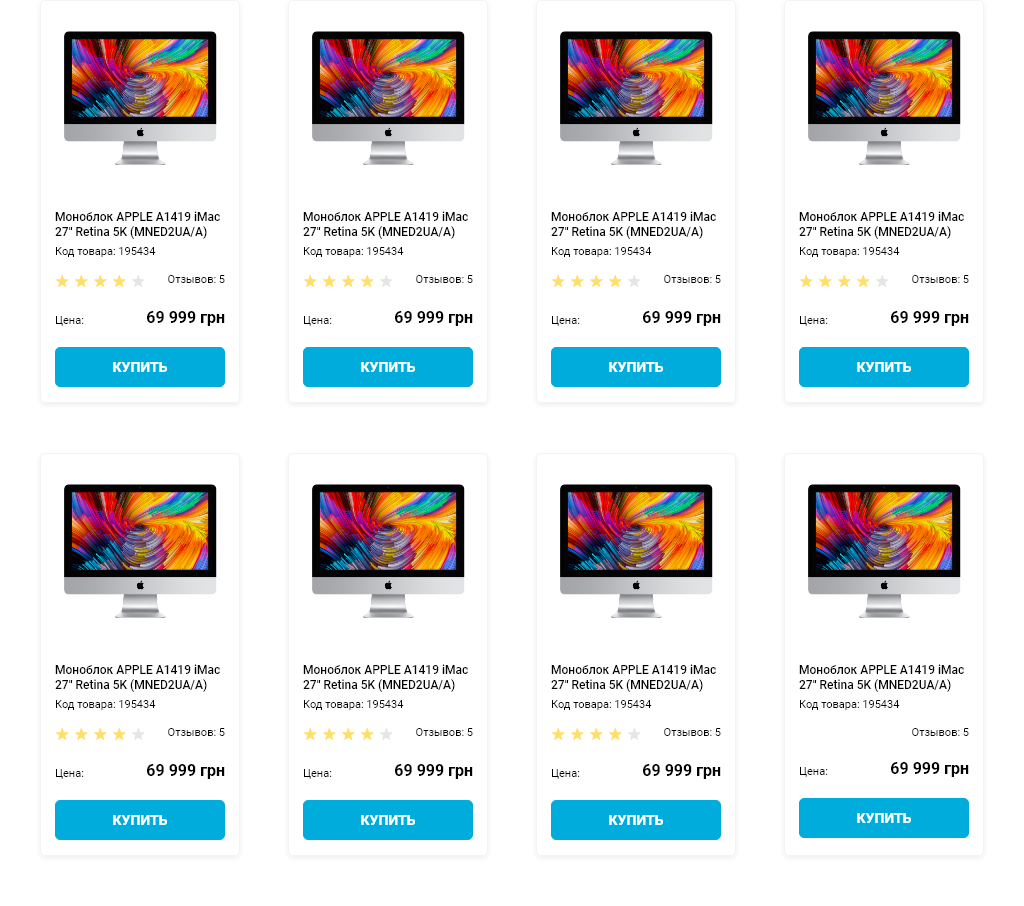 Моноблок APPLE A1419 iMac
27" Retina 5K (MNED2UA/A)
Код товара: 195434
Отзывов: 5
Цена: 69 999 грн
КУПИТЬ
Моноблок APPLE A1419 iMac
27" Retina 5K (MNED2UA/A)
Код товара: 195434
Отзывов: 5
Цена: 69 999 грн
КУПИТЬ
Моноблок APPLE A1419 iMac
27" Retina 5K (MNED2UA/A)
Код товара: 195434
Отзывов: 5
Цена: 69 999 грн
КУПИТЬ
Моноблок APPLE A1419 iMac
27" Retina 5K (MNED2UA/A)
Код товара: 195434
Отзывов: 5
Цена: 69 999 грн
КУПИТЬ
Моноблок APPLE A1419 iMac
27" Retina 5K (MNED2UA/A)
Код товара: 195434
Отзывов: 5
Цена: 69 999 грн
КУПИТЬ
Моноблок APPLE A1419 iMac
27" Retina 5K (MNED2UA/A)
Код товара: 195434
Отзывов: 5
Цена: 69 999 грн
КУПИТЬ
Моноблок APPLE A1419 iMac
27" Retina 5K (MNED2UA/A)
Код товара: 195434
Отзывов: 5
Цена: 69 999 грн
КУПИТЬ
Моноблок APPLE A1419 iMac
27" Retina 5K (MNED2UA/A)
Код товара: 195434
Отзывов: 5
Цена: 69 999 грн
КУПИТЬ